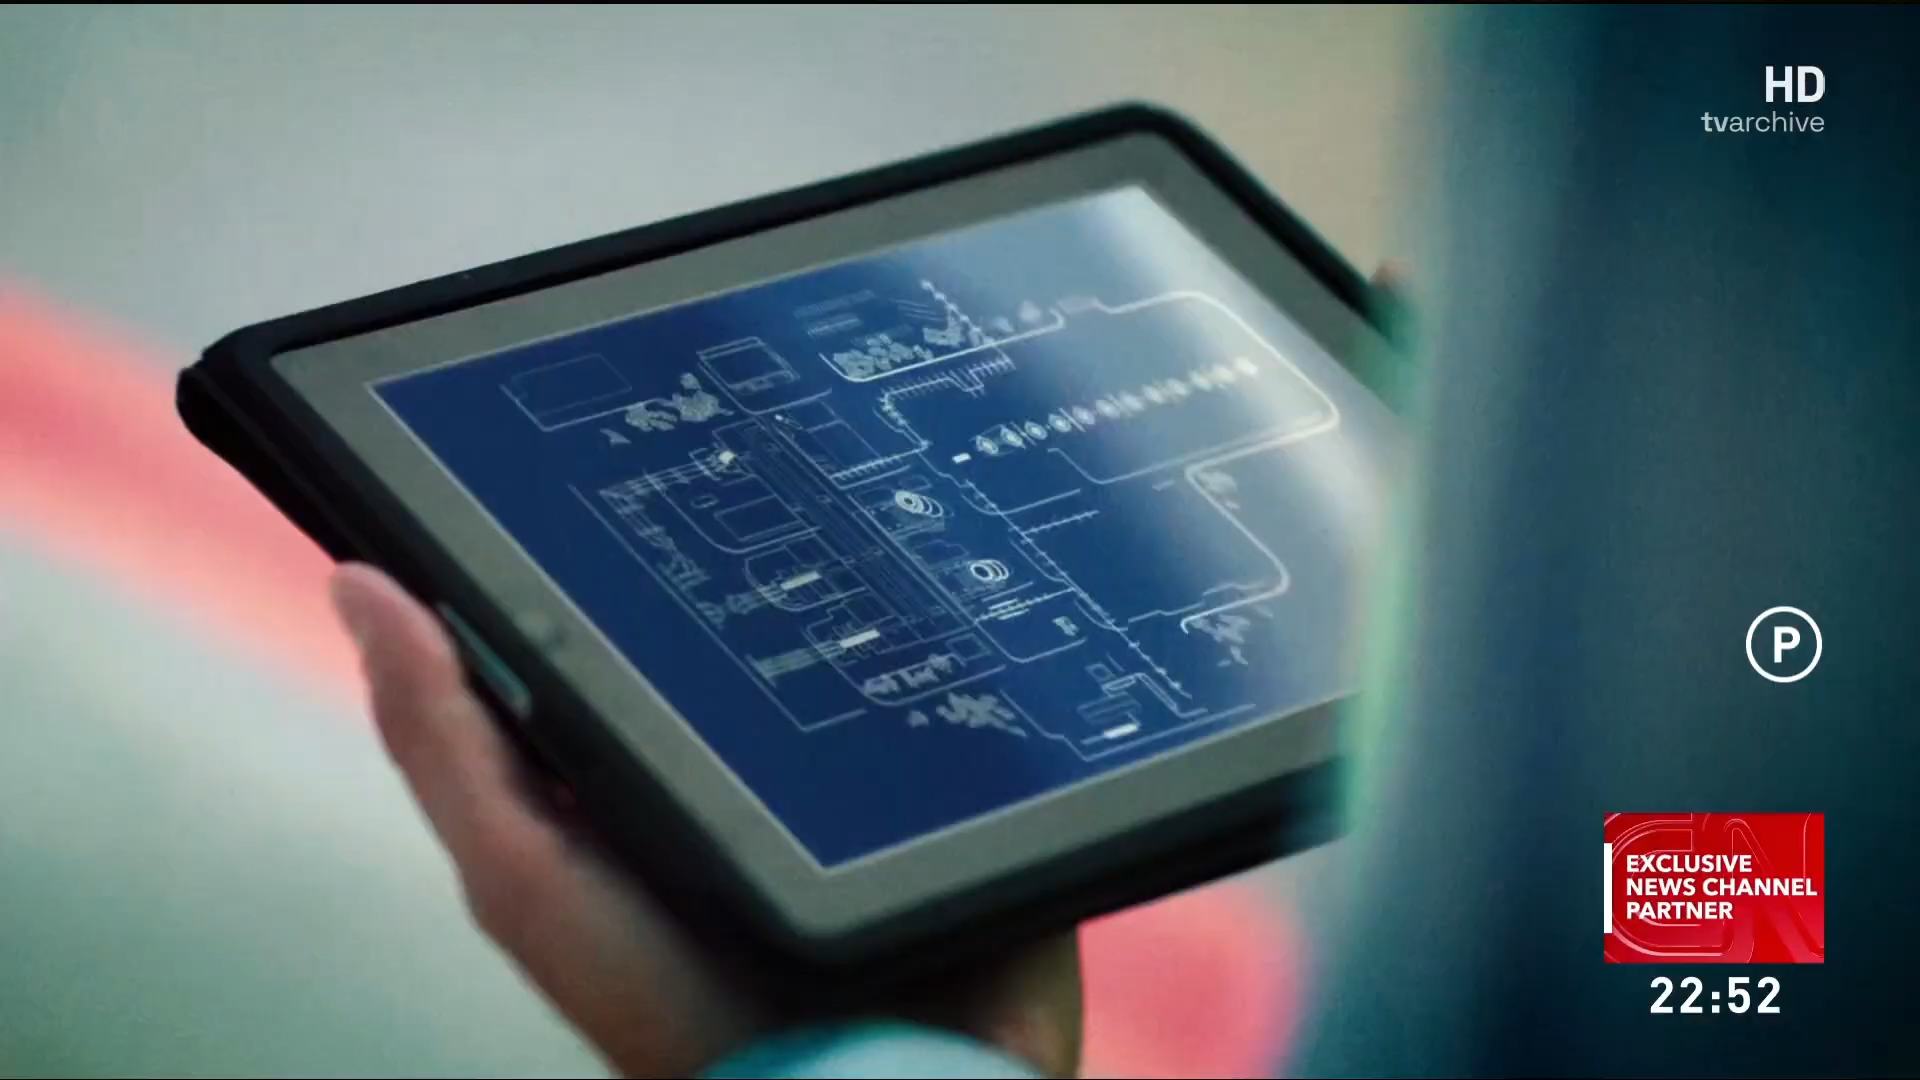 HD
tvarchive
P
EXCLUSIVE
NEWS CHANNEL
PARTNER
22:52